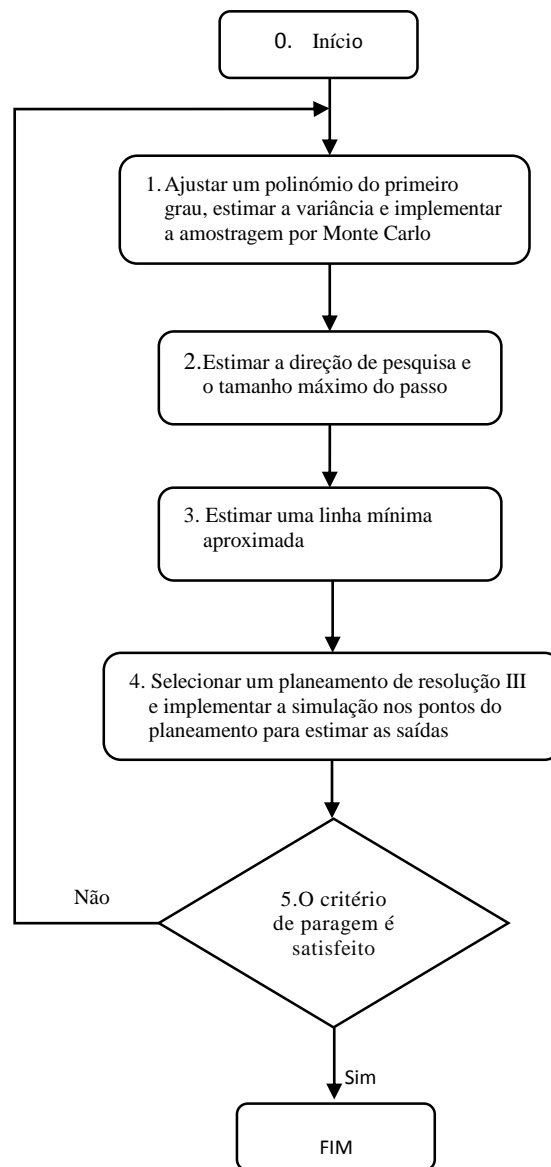 0. Início
1. Ajustar um polinómio do primeiro
grau, estimar a variância e implementar
a amostragem por Monte Carlo
2.Estimar a direção de pesquisa e
o tamanho máximo do passo
3. Estimar uma linha mínima
aproximada
4. Selecionar um planeamento de resolução III
e implementar a simulação nos pontos do
planeamento para estimar as saídas
Não
5.O critério
de paragem é
satisfeito
Sim
FIM